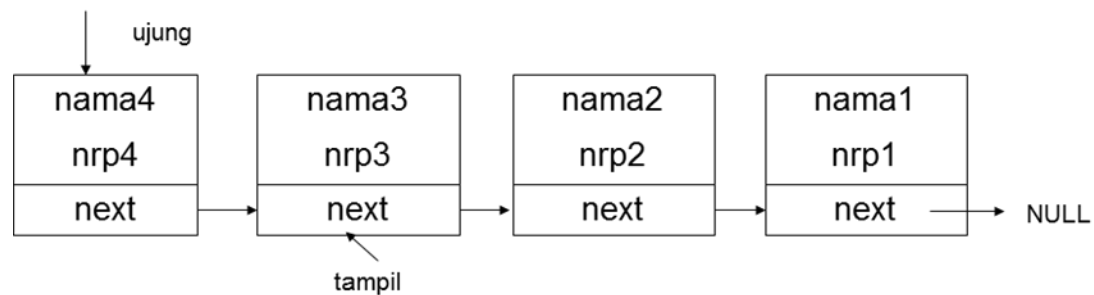 ujung
nama4
nrp4
next
nama3
nrp3
next
nama2
nrp2
next
nama1
nrp1
next
NULL
tampil